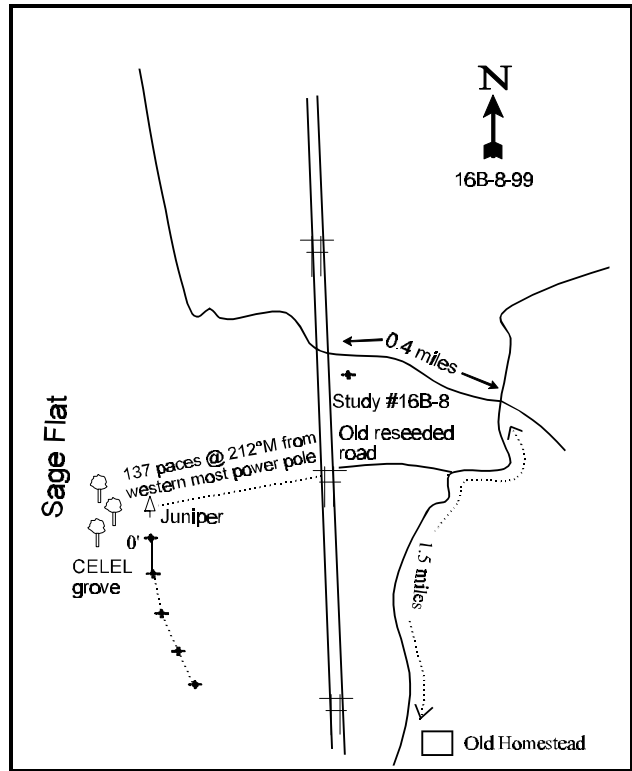 N
16B-8-99
0.4 miles
Study #16B-8
Old reseeded
road
Sage Flat
137 paces @ 212°M from
western most power pole
Juniper
0'
CELEL
grove
1.5 miles
Old Homestead